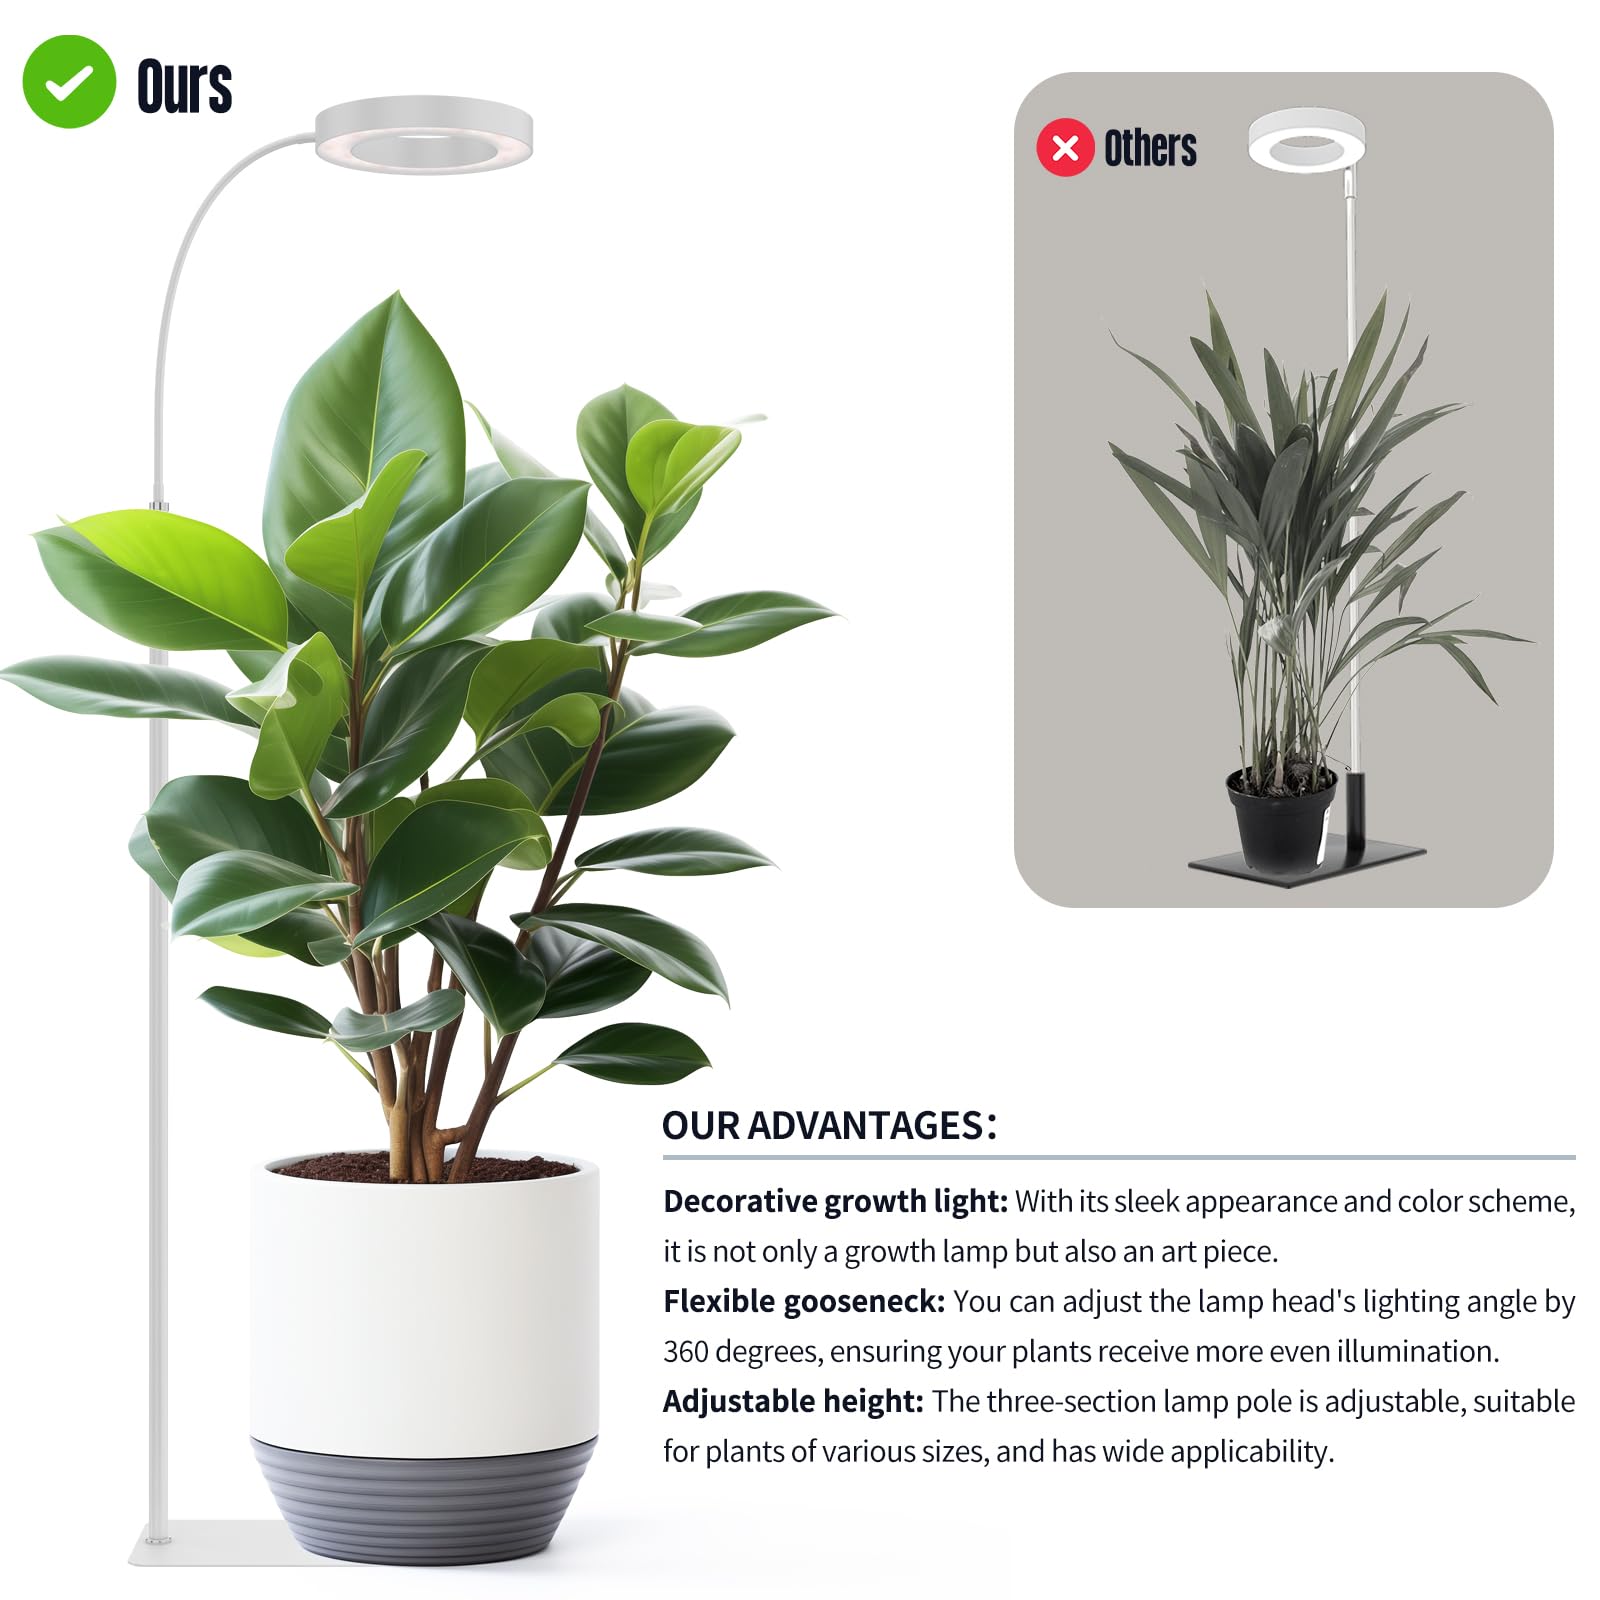 Ours
Others
OUR ADVANTAGES:
Decorative growth light: With its sleek appearance and color scheme,
it is not only a growth lamp but also an art piece.
Flexible gooseneck: You can adjust the lamp head's lighting angle by
360 degrees, ensuring your plants receive more even illumination.
Adjustable height: The three-section lamp pole is adjustable, suitable
for plants of various sizes, and has wide applicability.